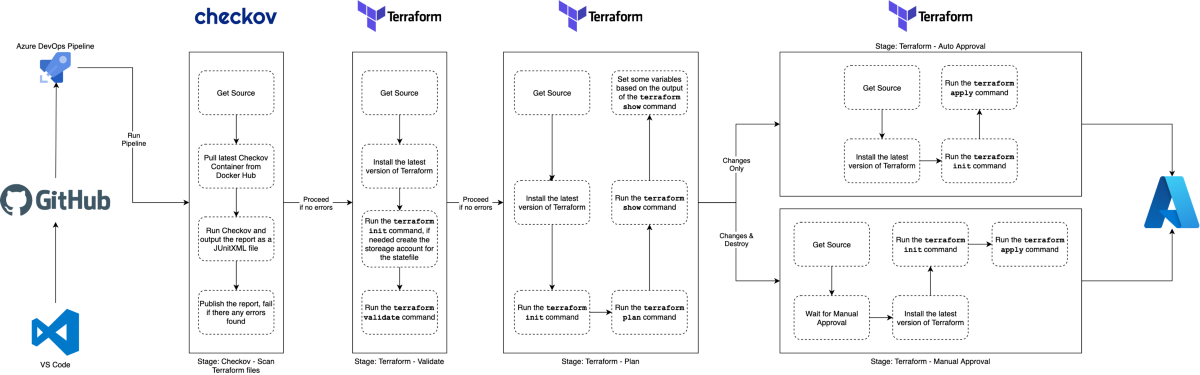 checkov
Terraform
Terraform
Terraform
Azure DevOps Pipeline
Run
Pipeline
GitHub
VS Code
Get Source
Pull latest Checkov
Container from
Docker Hub
Run Checkov and
output the report as a
JUnitXML file
Publish the report, fail
if there any errors
found
Stage: Checkov - Scan
Terraform files
Proceed
if no errors
Get Source
Install the latest
version of Terraform
Run the terraform
init command, if
needed create the
storeage account for
the statefile
Run the terraform
validate command
Stage: Terraform - Validate
Proceed
if no errors
Get Source
Install the latest
version of Terraform
Run the terraform
init command
Run the terraform
plan command
Run the terraform
show command
Set some variables
based on the output
of the terraform
show command
Stage: Terraform - Plan
Changes
Only
Changes &
Destroy
Stage: Terraform - Auto Approval
Get Source
Install the latest
version of Terraform
Run the terraform
init command
Run the terraform
apply command
Get Source
Wait for Manual
Approval
Install the latest
version of Terraform
Run the terraform
init command
Run the terraform
apply command
Stage: Terraform - Manual Approval